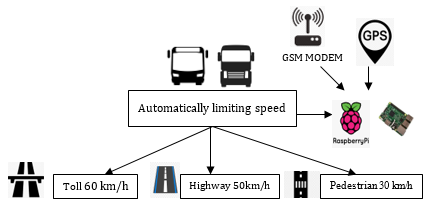 GPS
GSM MODEM
Automatically limiting speed
RaspberryPi
Toll 60 km/h
Highway 50km/h
Pedestrian 30 km/h